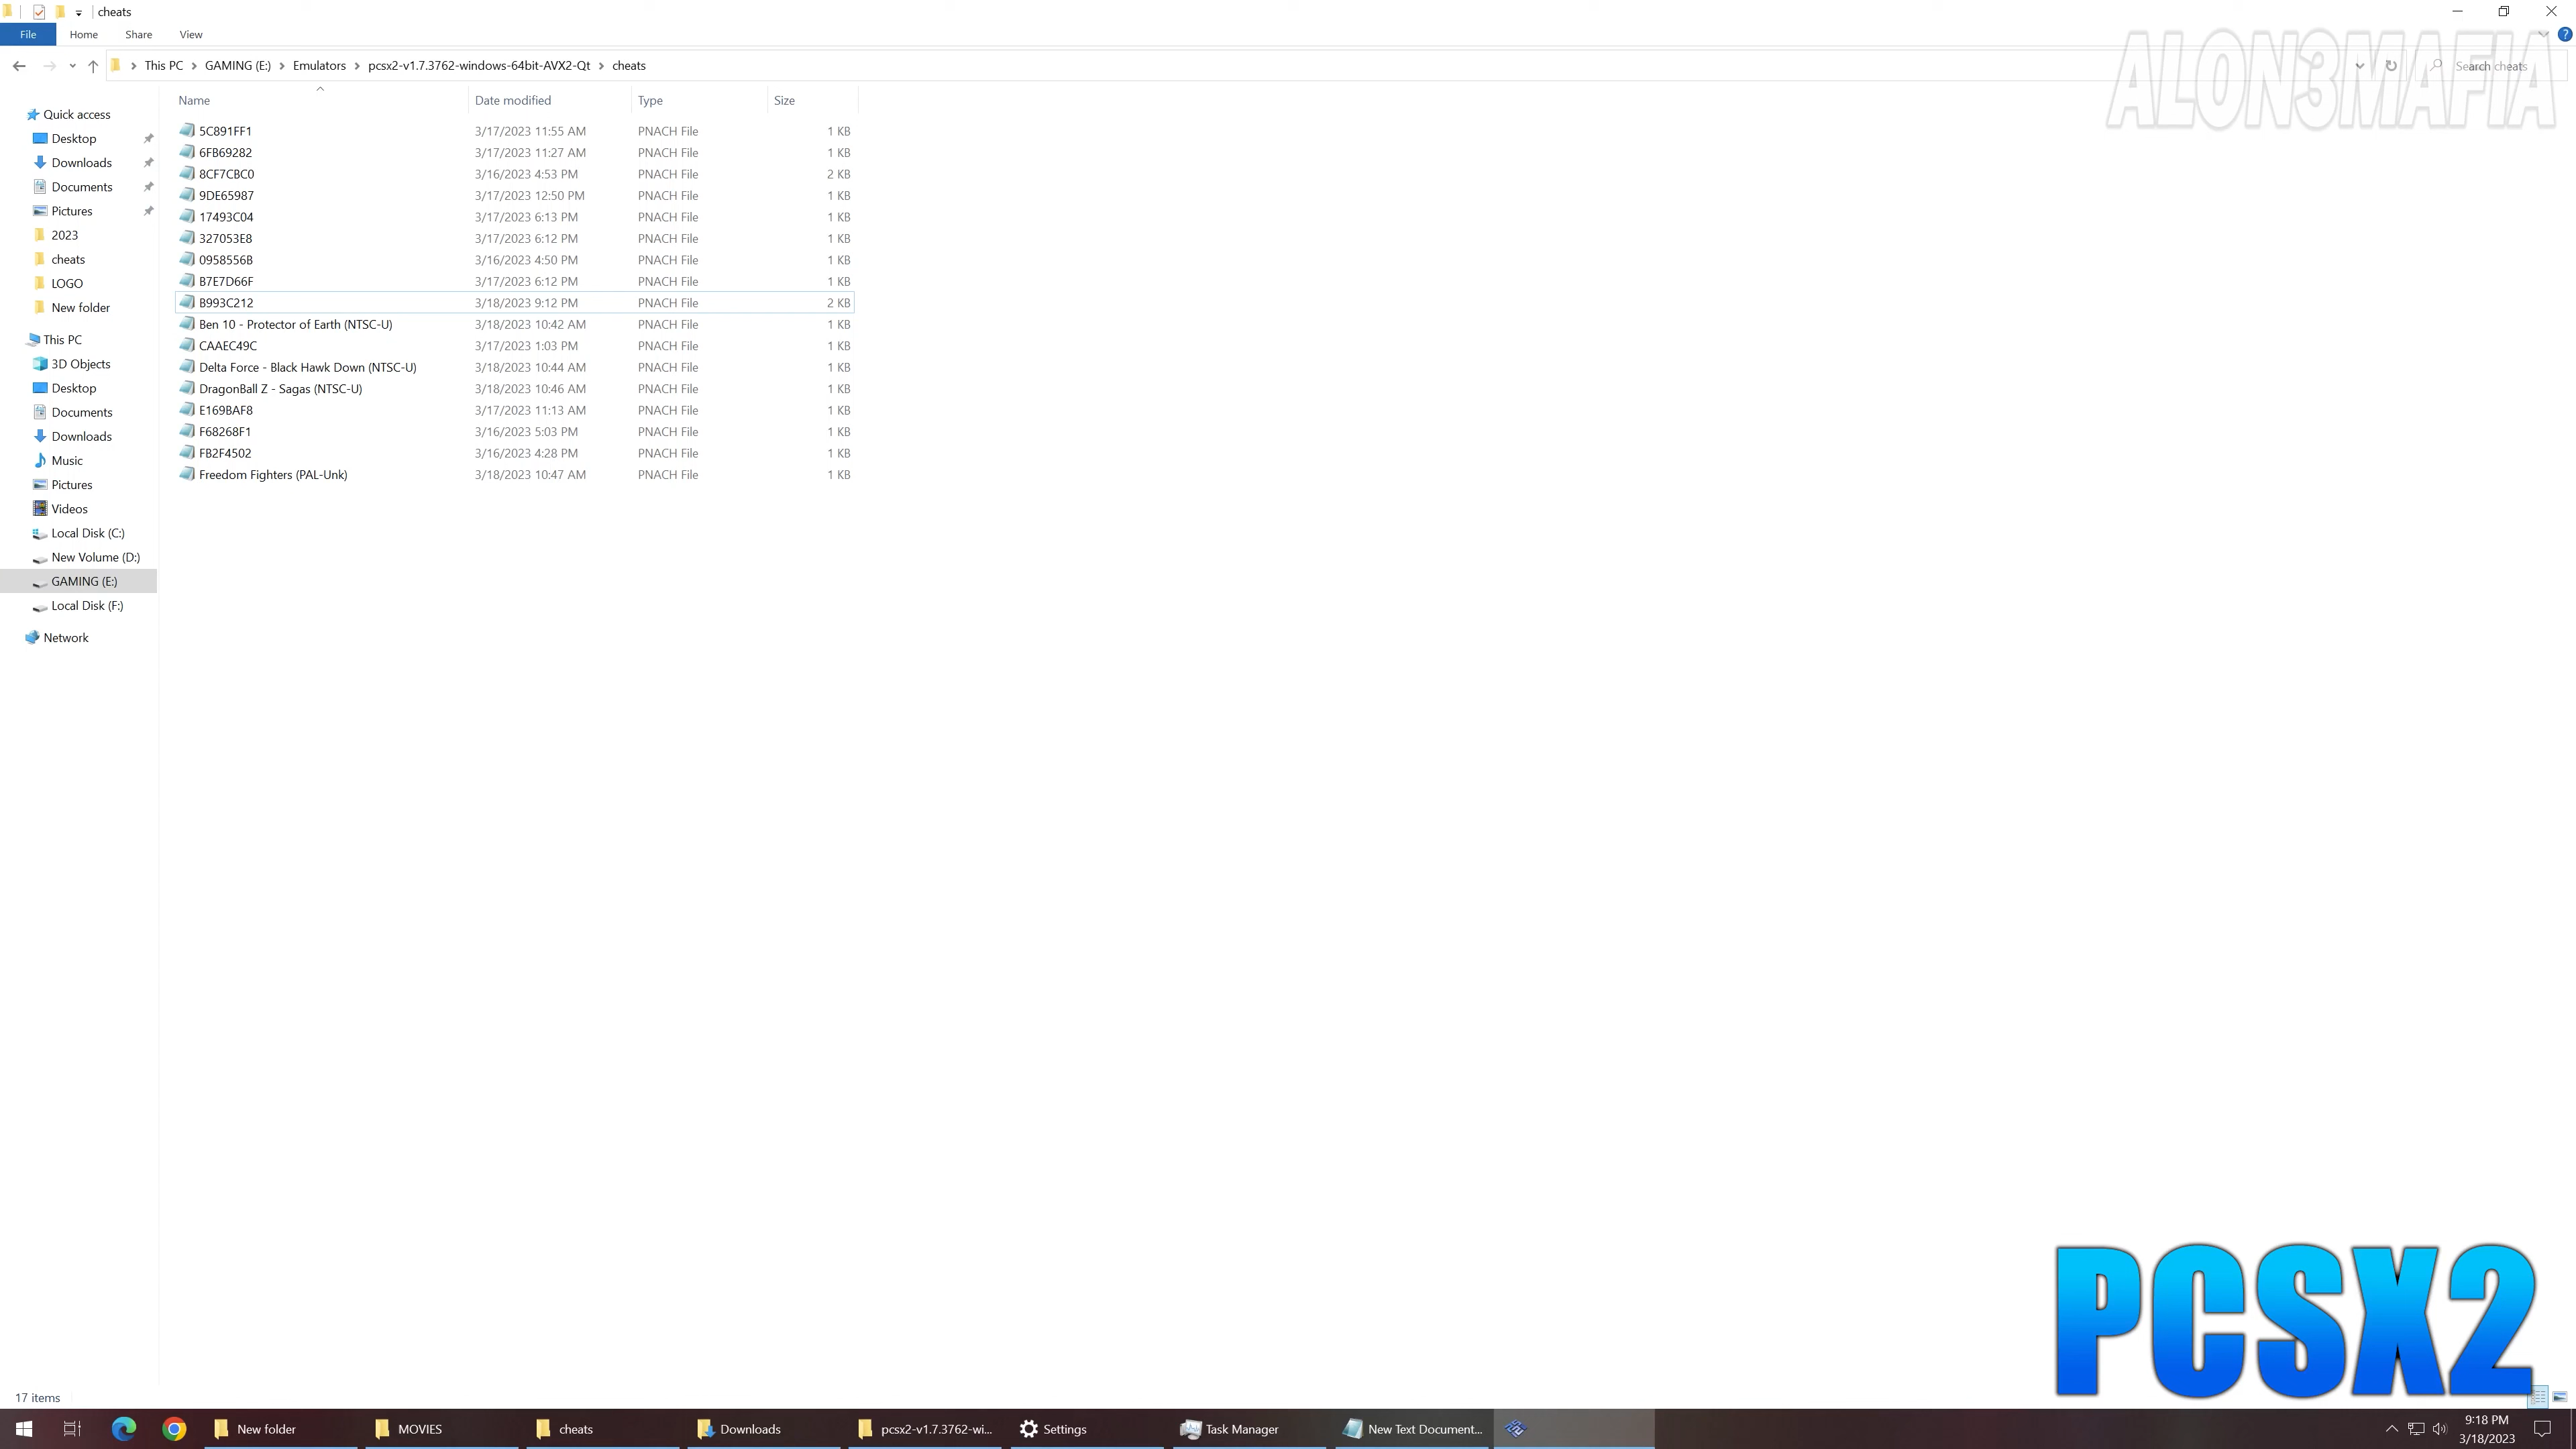 cheats
File Home Share View
This PC GAMING (E:) Emulators pcsx2-v1.7.3762-windows-64bit-AVX2-Qt cheats
Search cheats
ALON3MAFIA
Name Date modified Type Size
5C891FF1 3/17/2023 11:55 AM PNACH File 1 KB
6FB69282 3/17/2023 11:27 AM PNACH File 1 KB
8CF7CBC0 3/16/2023 4:53 PM PNACH File 2 KB
9DE65987 3/17/2023 12:50 PM PNACH File 1 KB
17493C04 3/17/2023 6:13 PM PNACH File 1 KB
327053E8 3/17/2023 6:12 PM PNACH File 1 KB
0958556B 3/16/2023 4:50 PM PNACH File 1 KB
B7E7D66F 3/17/2023 6:12 PM PNACH File 1 KB
B993C212 3/18/2023 9:12 PM PNACH File 2 KB
Ben 10 - Protector of Earth (NTSC-U) 3/18/2023 10:42 AM PNACH File 1 KB
CAAEC49C 3/17/2023 1:03 PM PNACH File 1 KB
Delta Force - Black Hawk Down (NTSC-U) 3/18/2023 10:44 AM PNACH File 1 KB
DragonBall Z - Sagas (NTSC-U) 3/18/2023 10:46 AM PNACH File 1 KB
E169BAF8 3/17/2023 11:13 AM PNACH File 1 KB
F68268F1 3/16/2023 5:03 PM PNACH File 1 KB
FB2F4502 3/16/2023 4:28 PM PNACH File 1 KB
Freedom Fighters (PAL-Unk) 3/18/2023 10:47 AM PNACH File 1 KB
Quick access
Desktop
Downloads
Documents
Pictures
2023
cheats
LOGO
New folder
This PC
3D Objects
Desktop
Documents
Downloads
Music
Pictures
Videos
Local Disk (C:)
New Volume (D:)
GAMING (E:)
Local Disk (F:)
Network
PCSX2
17 items
New folder MOVIES cheats Downloads pcsx2-v1.7.3762-wi... Settings Task Manager New Text Document... 9:18 PM
3/18/2023